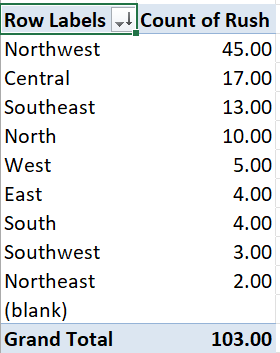 Row Labels Count of Rush
Northwest 45.00
Central 17.00
Southeast 13.00
North 10.00
West 5.00
East 4.00
South 4.00
Southwest 3.00
Northeast 2.00
(blank)
Grand Total 103.00